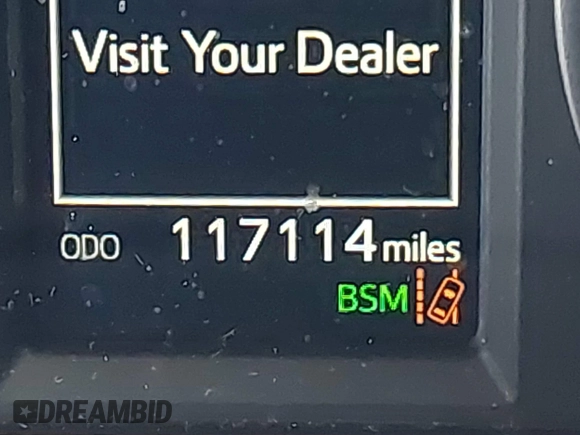 Visit Your Dealer
ODO 117114 miles
BSM
DREAMBID